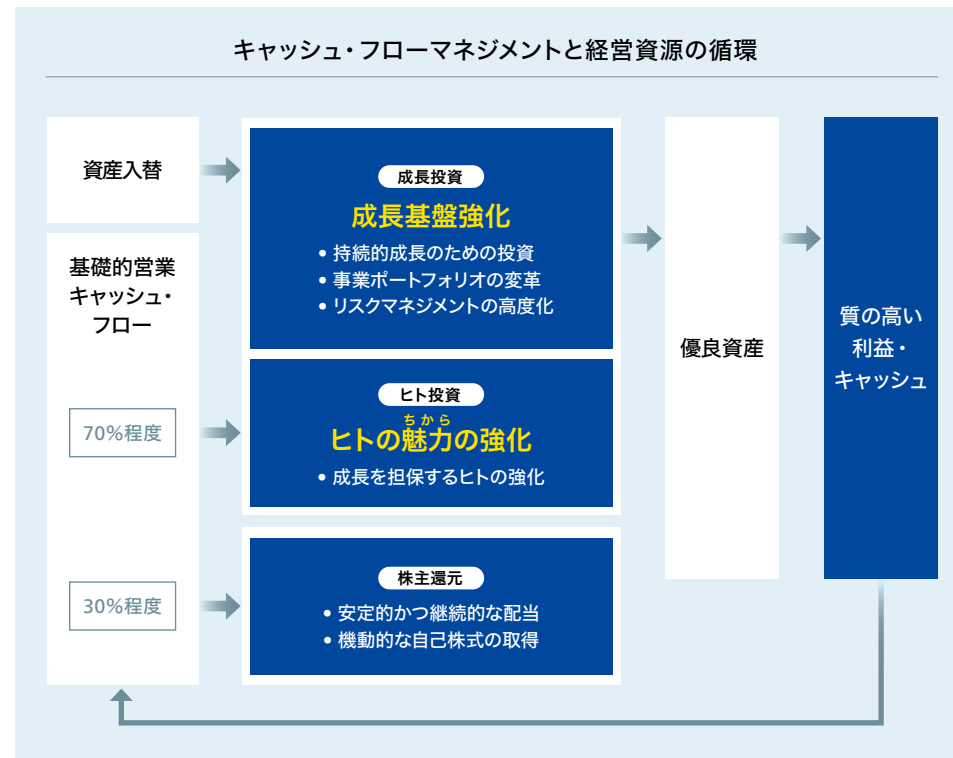 キャッシュ・フローマネジメントと経営資源の循環
資産入替
基礎的営業
キャッシュ・
フロー
70%程度
30%程度
成長投資
成長基盤強化
• 持続的成長のための投資
• 事業ポートフォリオの変革
• リスクマネジメントの高度化
ヒト投資
ちから
ヒトの魅力の強化
• 成長を担保するヒトの強化
株主還元
• 安定的かつ継続的な配当
• 機動的な自己株式の取得
優良資産
質の高い
利益・
キャッシュ